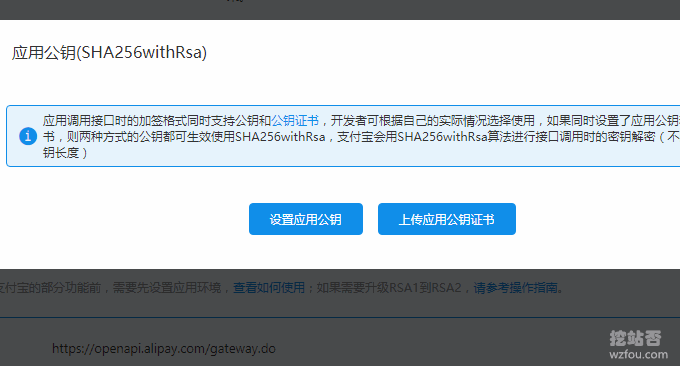 应用公钥(SHA256withRsa)
应用调用接口时的加签格式同时支持公钥和公钥证书，开发者可根据自己的实际情况选择使用，如果同时设置了应用公钥
书，则两种方式的公钥都可生效使用SHA256withRsa，支付宝会用SHA256withRsa算法进行接口调用时的密钥解密（不
钥长度）
设置应用公钥 上传应用公钥证书
支付宝的部分功能前，需要先设置应用环境，查看如何使用；如果需要升级RSA1到RSA2，请参考操作指南。
https://openapi.alipay.com/gateway.do
挖站否
wzfou.com